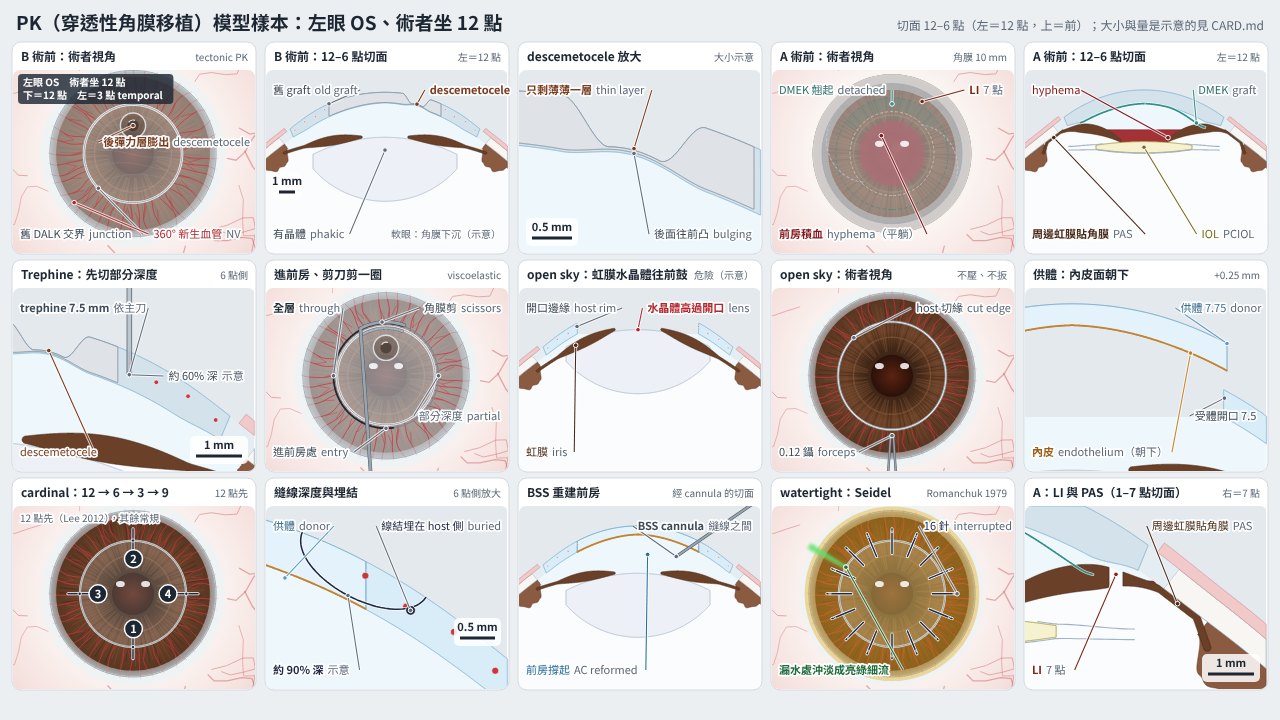 PK（穿透性角膜移植）模型樣本：左眼 OS、術者坐 12 點
切面 12–6 點（左＝12 點，上＝前）；大小與量是示意的見 CARD.md
B 術前：術者視角
tectonic PK
左眼 OS　術者坐 12 點
下＝12 點　左＝3 點 temporal
後彈力層膨出 descemetocele
舊 DALK 交界 junction
360° 新生血管 NV
B 術前：12–6 點切面
左＝12 點
舊 graft old graft
descemetocele
1 mm
有晶體 phakic
軟眼：角膜下沉（示意）
descemetocele 放大
大小示意
只剩薄薄一層 thin layer
0.5 mm
後面往前凸 bulging
A 術前：術者視角
角膜 10 mm
DMEK 翹起 detached
LI 7 點
前房積血 hyphema（平躺）
A 術前：12–6 點切面
左＝12 點
hyphema
DMEK graft
周邊虹膜貼角膜 PAS
IOL PCIOL
Trephine：先切部分深度
6 點側
trephine 7.5 mm 依主刀
約 60% 深 示意
descemetocele
1 mm
進前房、剪刀剪一圈
viscoelastic
全層 through
角膜剪 scissors
部分深度 partial
進前房處 entry
open sky：虹膜水晶體往前鼓
危險（示意）
開口邊緣 host rim
水晶體高過開口 lens
虹膜 iris
open sky：術者視角
不壓、不扳
host 切緣 cut edge
0.12 鑷 forceps
供體：內皮面朝下
+0.25 mm
供體 7.75 donor
受體開口 7.5
內皮 endothelium（朝下）
cardinal：12 → 6 → 3 → 9
12 點先
12 點先（Lee 2012），其餘常規
2
3
4
1
縫線深度與埋結
6 點側放大
供體 donor
線結埋在 host 側 buried
0.5 mm
約 90% 深 示意
BSS 重建前房
經 cannula 的切面
BSS cannula 縫線之間
前房撐起 AC reformed
watertight：Seidel
Romanchuk 1979
16 針 interrupted
漏水處沖淡成亮綠細流
A：LI 與 PAS（1–7 點切面）
右＝7 點
周邊虹膜貼角膜 PAS
LI 7 點
1 mm